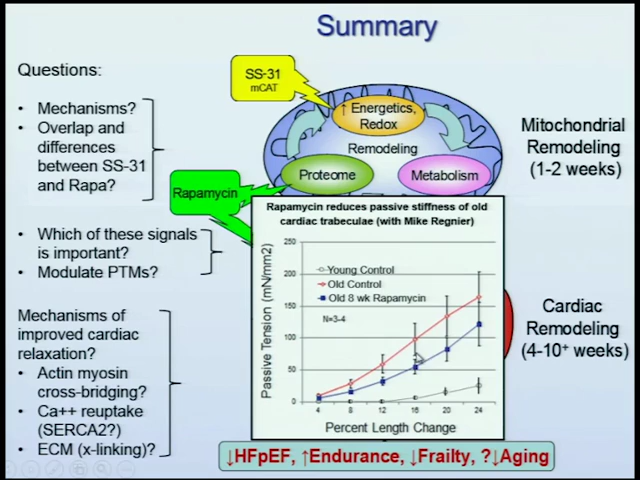 Summary
Questions:
• Mechanisms?
• Overlap and
differences
between SS-31
and Rapa?
• Which of these signals
is important?
• Modulate PTMs?
Mechanisms of
improved cardiac
relaxation?
• Actin myosin
cross-bridging?
• Ca++ reuptake
(SERCA2?)
• ECM (x-linking)?
SS-31
mCAT
↑ Energetics,
Redox
Remodeling
Proteome
Metabolism
Rapamycin
Mitochondrial
Remodeling
(1-2 weeks)
Rapamycin reduces passive stiffness of old
cardiac trabeculae (with Mike Regnier)
Passive Tension (mN/mm2)
250
200
150
100
50
0
Young Control
Old Control
Old 8 wk Rapamycin
N=3-4
4 8 12 16 20 24
Percent Length Change
Cardiac
Remodeling
(4-10⁺ weeks)
↓HFpEF, ↑Endurance, ↓Frailty, ?↓Aging